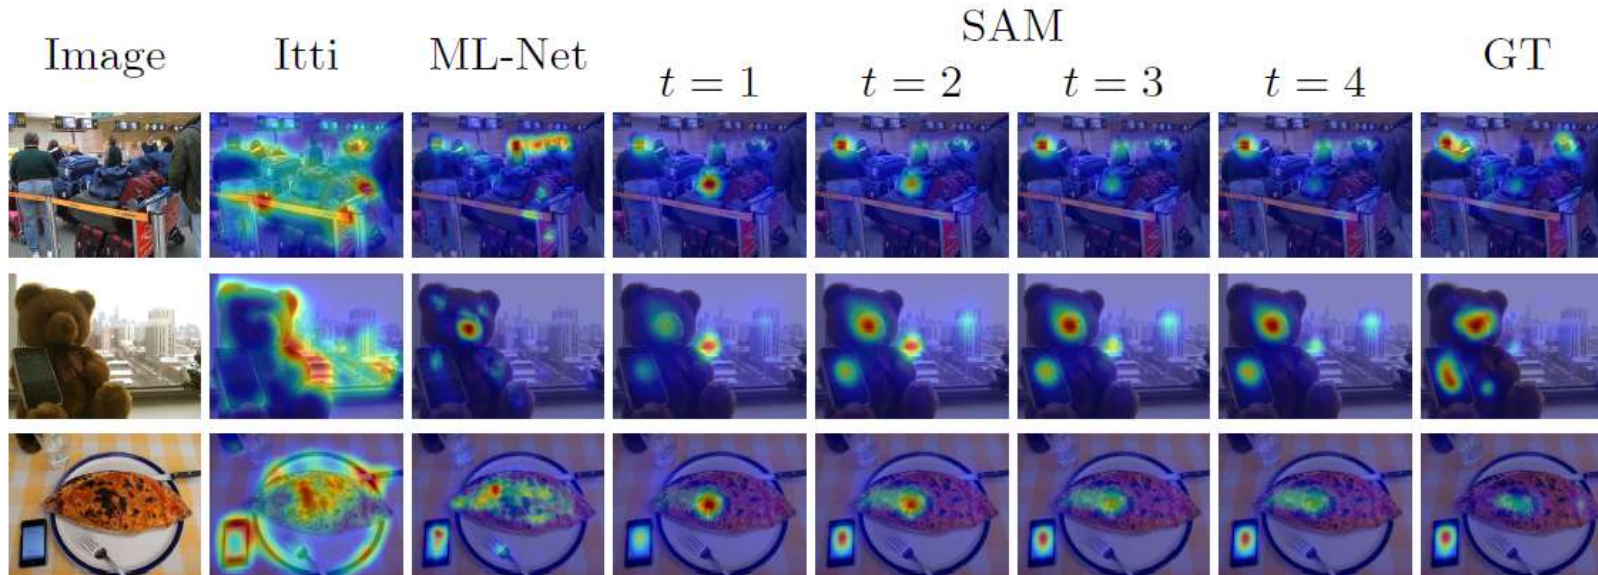 SAM
Image Itti ML-Net GT
t = 1 t = 2 t = 3 t = 4